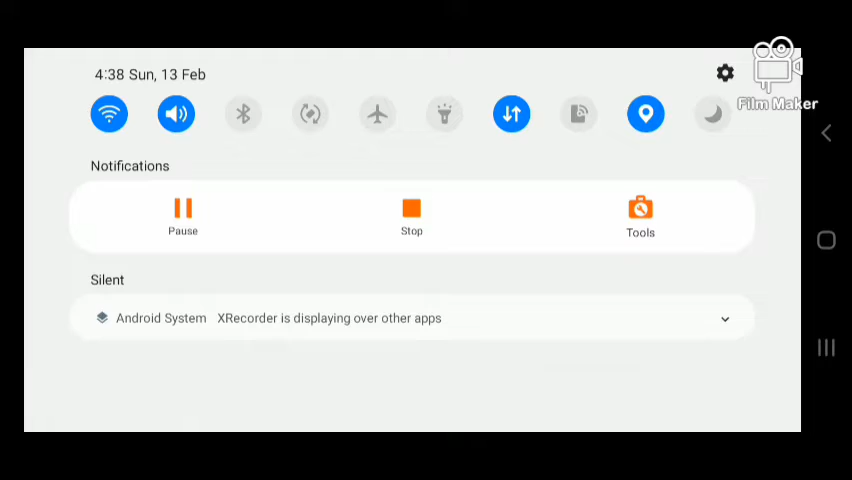 4:38 Sun, 13 Feb
Film Maker
Notifications
Pause
Stop
Tools
Silent
Android System XRecorder is displaying over other apps